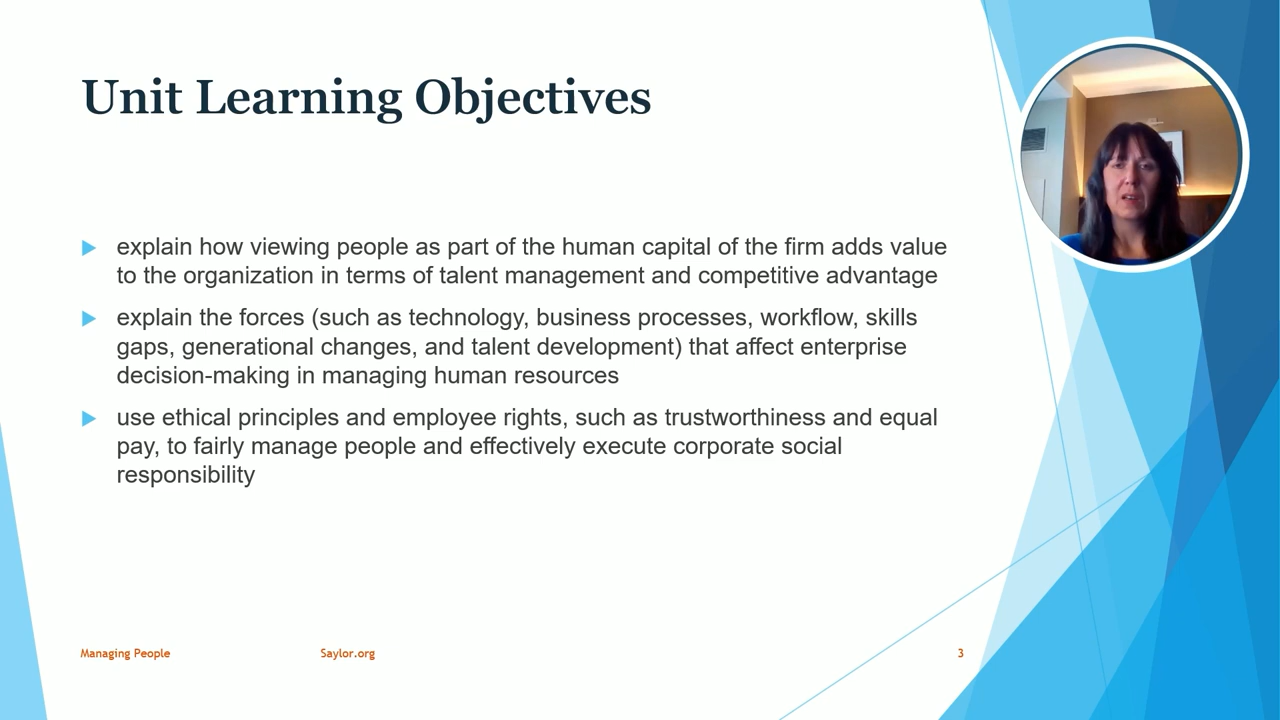 Unit Learning Objectives
explain how viewing people as part of the human capital of the firm adds value
to the organization in terms of talent management and competitive advantage
explain the forces (such as technology, business processes, workflow, skills
gaps, generational changes, and talent development) that affect enterprise
decision-making in managing human resources
use ethical principles and employee rights, such as trustworthiness and equal
pay, to fairly manage people and effectively execute corporate social
responsibility
Managing People Saylor.org 3